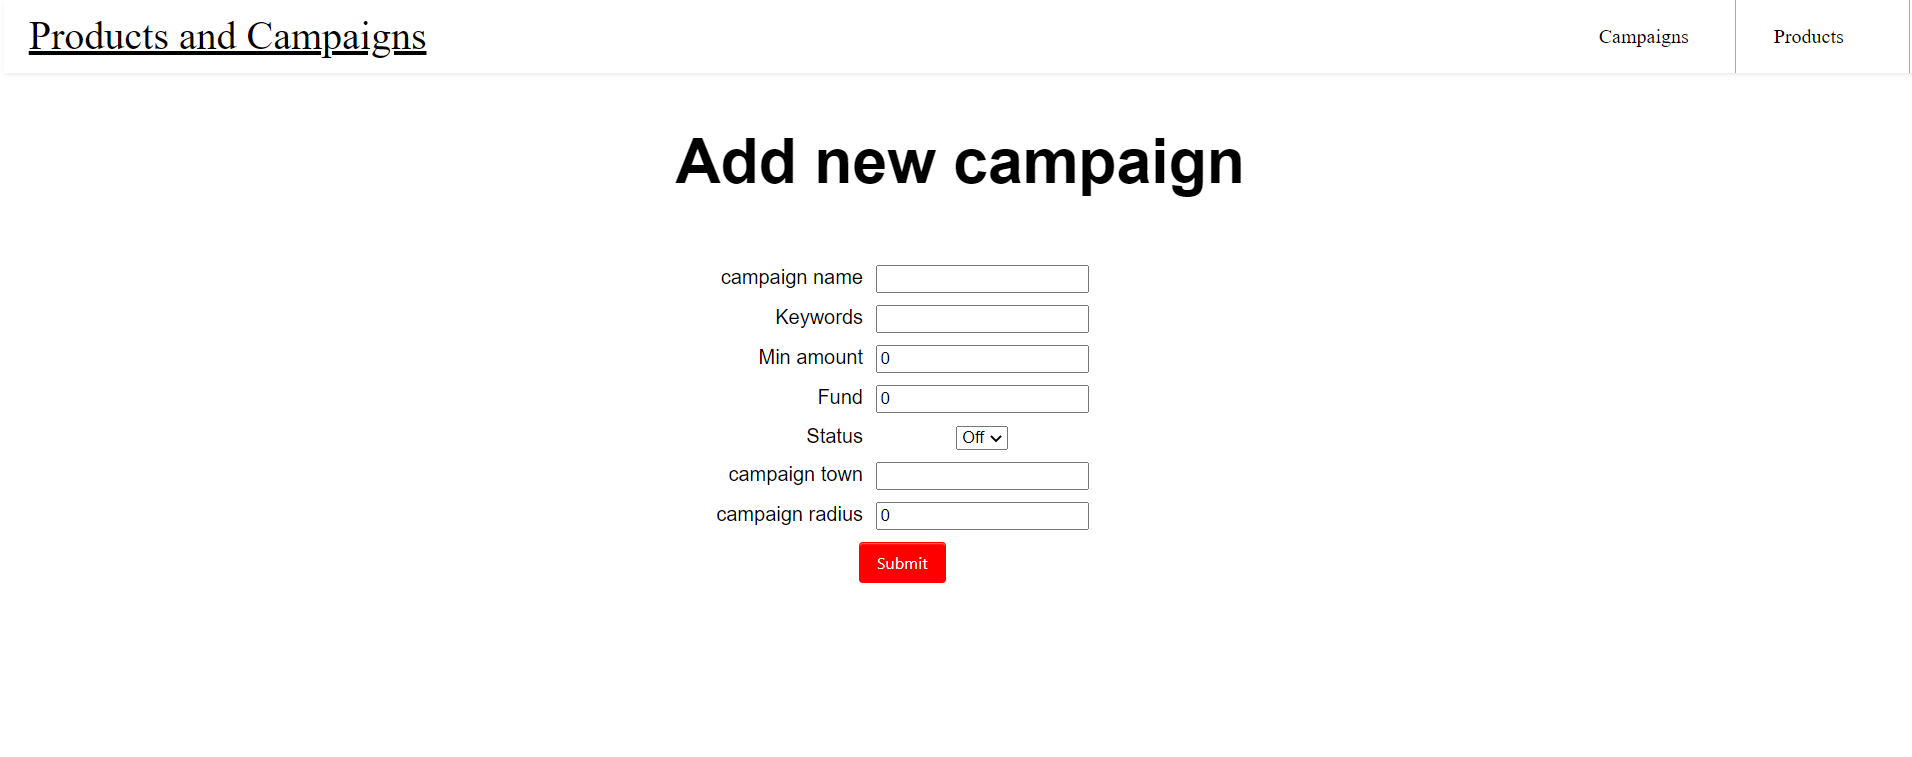 Products and Campaigns
Campaigns
Products
Add new campaign
campaign name
Keywords
Min amount 0
Fund 0
Status Off
campaign town
campaign radius 0
Submit